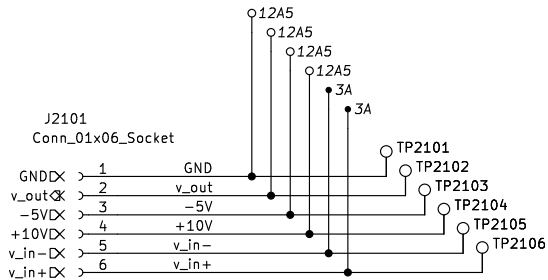 12A5
12A5
12A5
12A5
3A
3A
J2101
Conn_01x06_Socket
TP2101
GND 1 GND
TP2102
v_out 2 v_out
TP2103
-5V 3 -5V
TP2104
+10V 4 +10V
TP2105
v_in- 5 v_in-
TP2106
v_in+ 6 v_in+